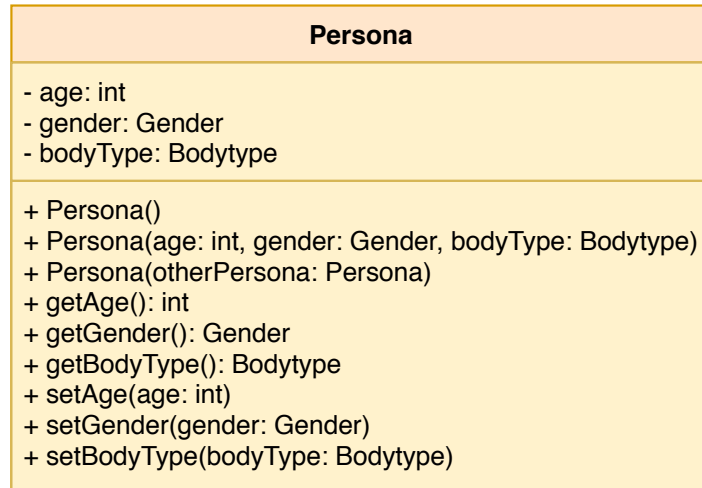 Persona
- age: int
- gender: Gender
- bodyType: Bodytype
+ Persona()
+ Persona(age: int, gender: Gender, bodyType: Bodytype)
+ Persona(otherPersona: Persona)
+ getAge(): int
+ getGender(): Gender
+ getBodyType(): Bodytype
+ setAge(age: int)
+ setGender(gender: Gender)
+ setBodyType(bodyType: Bodytype)